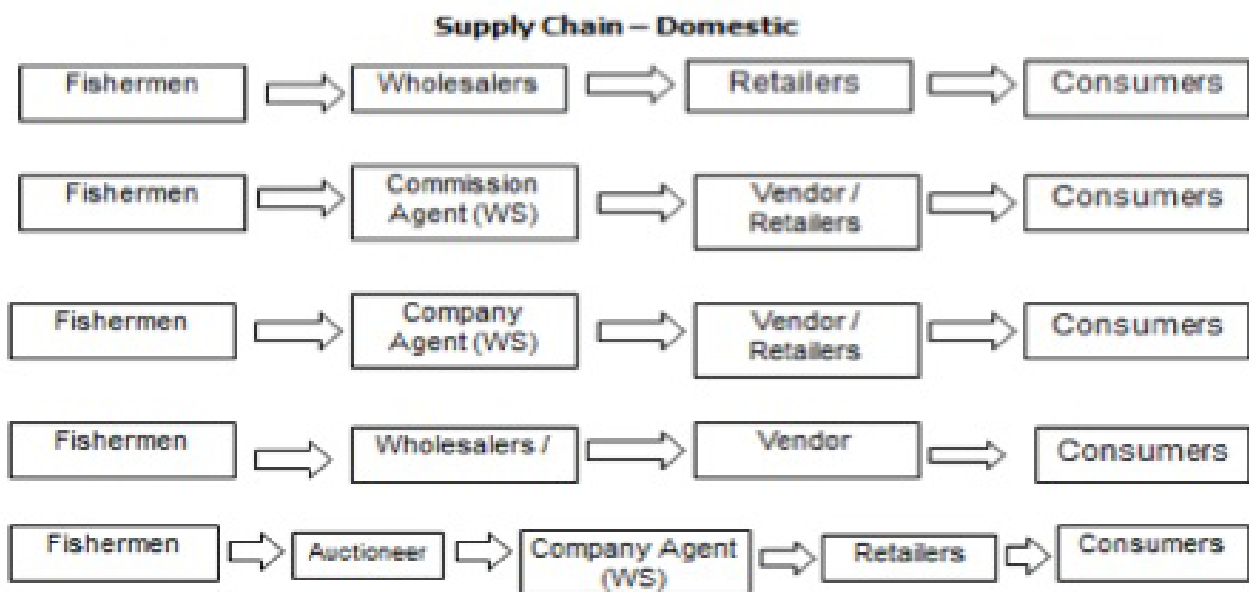 Supply Chain – Domestic
Fishermen
Wholesalers
Retailers
Consumers
Fishermen
Commission
Agent (WS)
Vendor /
Retailers
Consumers
Fishermen
Company
Agent (WS)
Vendor /
Retailers
Consumers
Fishermen
Wholesalers /
Vendor
Consumers
Fishermen
Auctioneer
Company Agent
(WS)
Retailers
Consumers